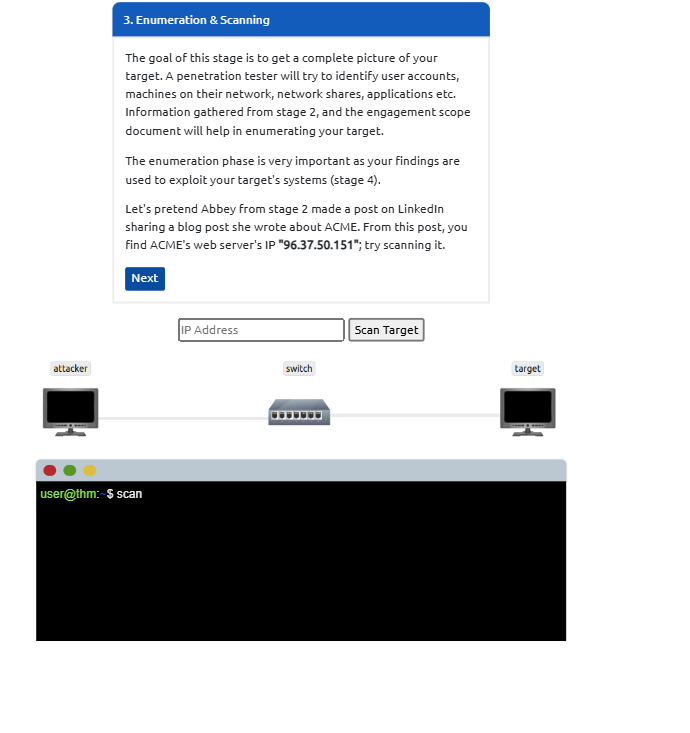 3. Enumeration & Scanning
The goal of this stage is to get a complete picture of your
target. A penetration tester will try to identify user accounts,
machines on their network, network shares, applications etc.
Information gathered from stage 2, and the engagement scope
document will help in enumerating your target.
The enumeration phase is very important as your findings are
used to exploit your target's systems (stage 4).
Let's pretend Abbey from stage 2 made a post on LinkedIn
sharing a blog post she wrote about ACME. From this post, you
find ACME's web server's IP "96.37.50.151"; try scanning it.
Next
IP Address Scan Target
attacker switch target
user@thm:~$ scan